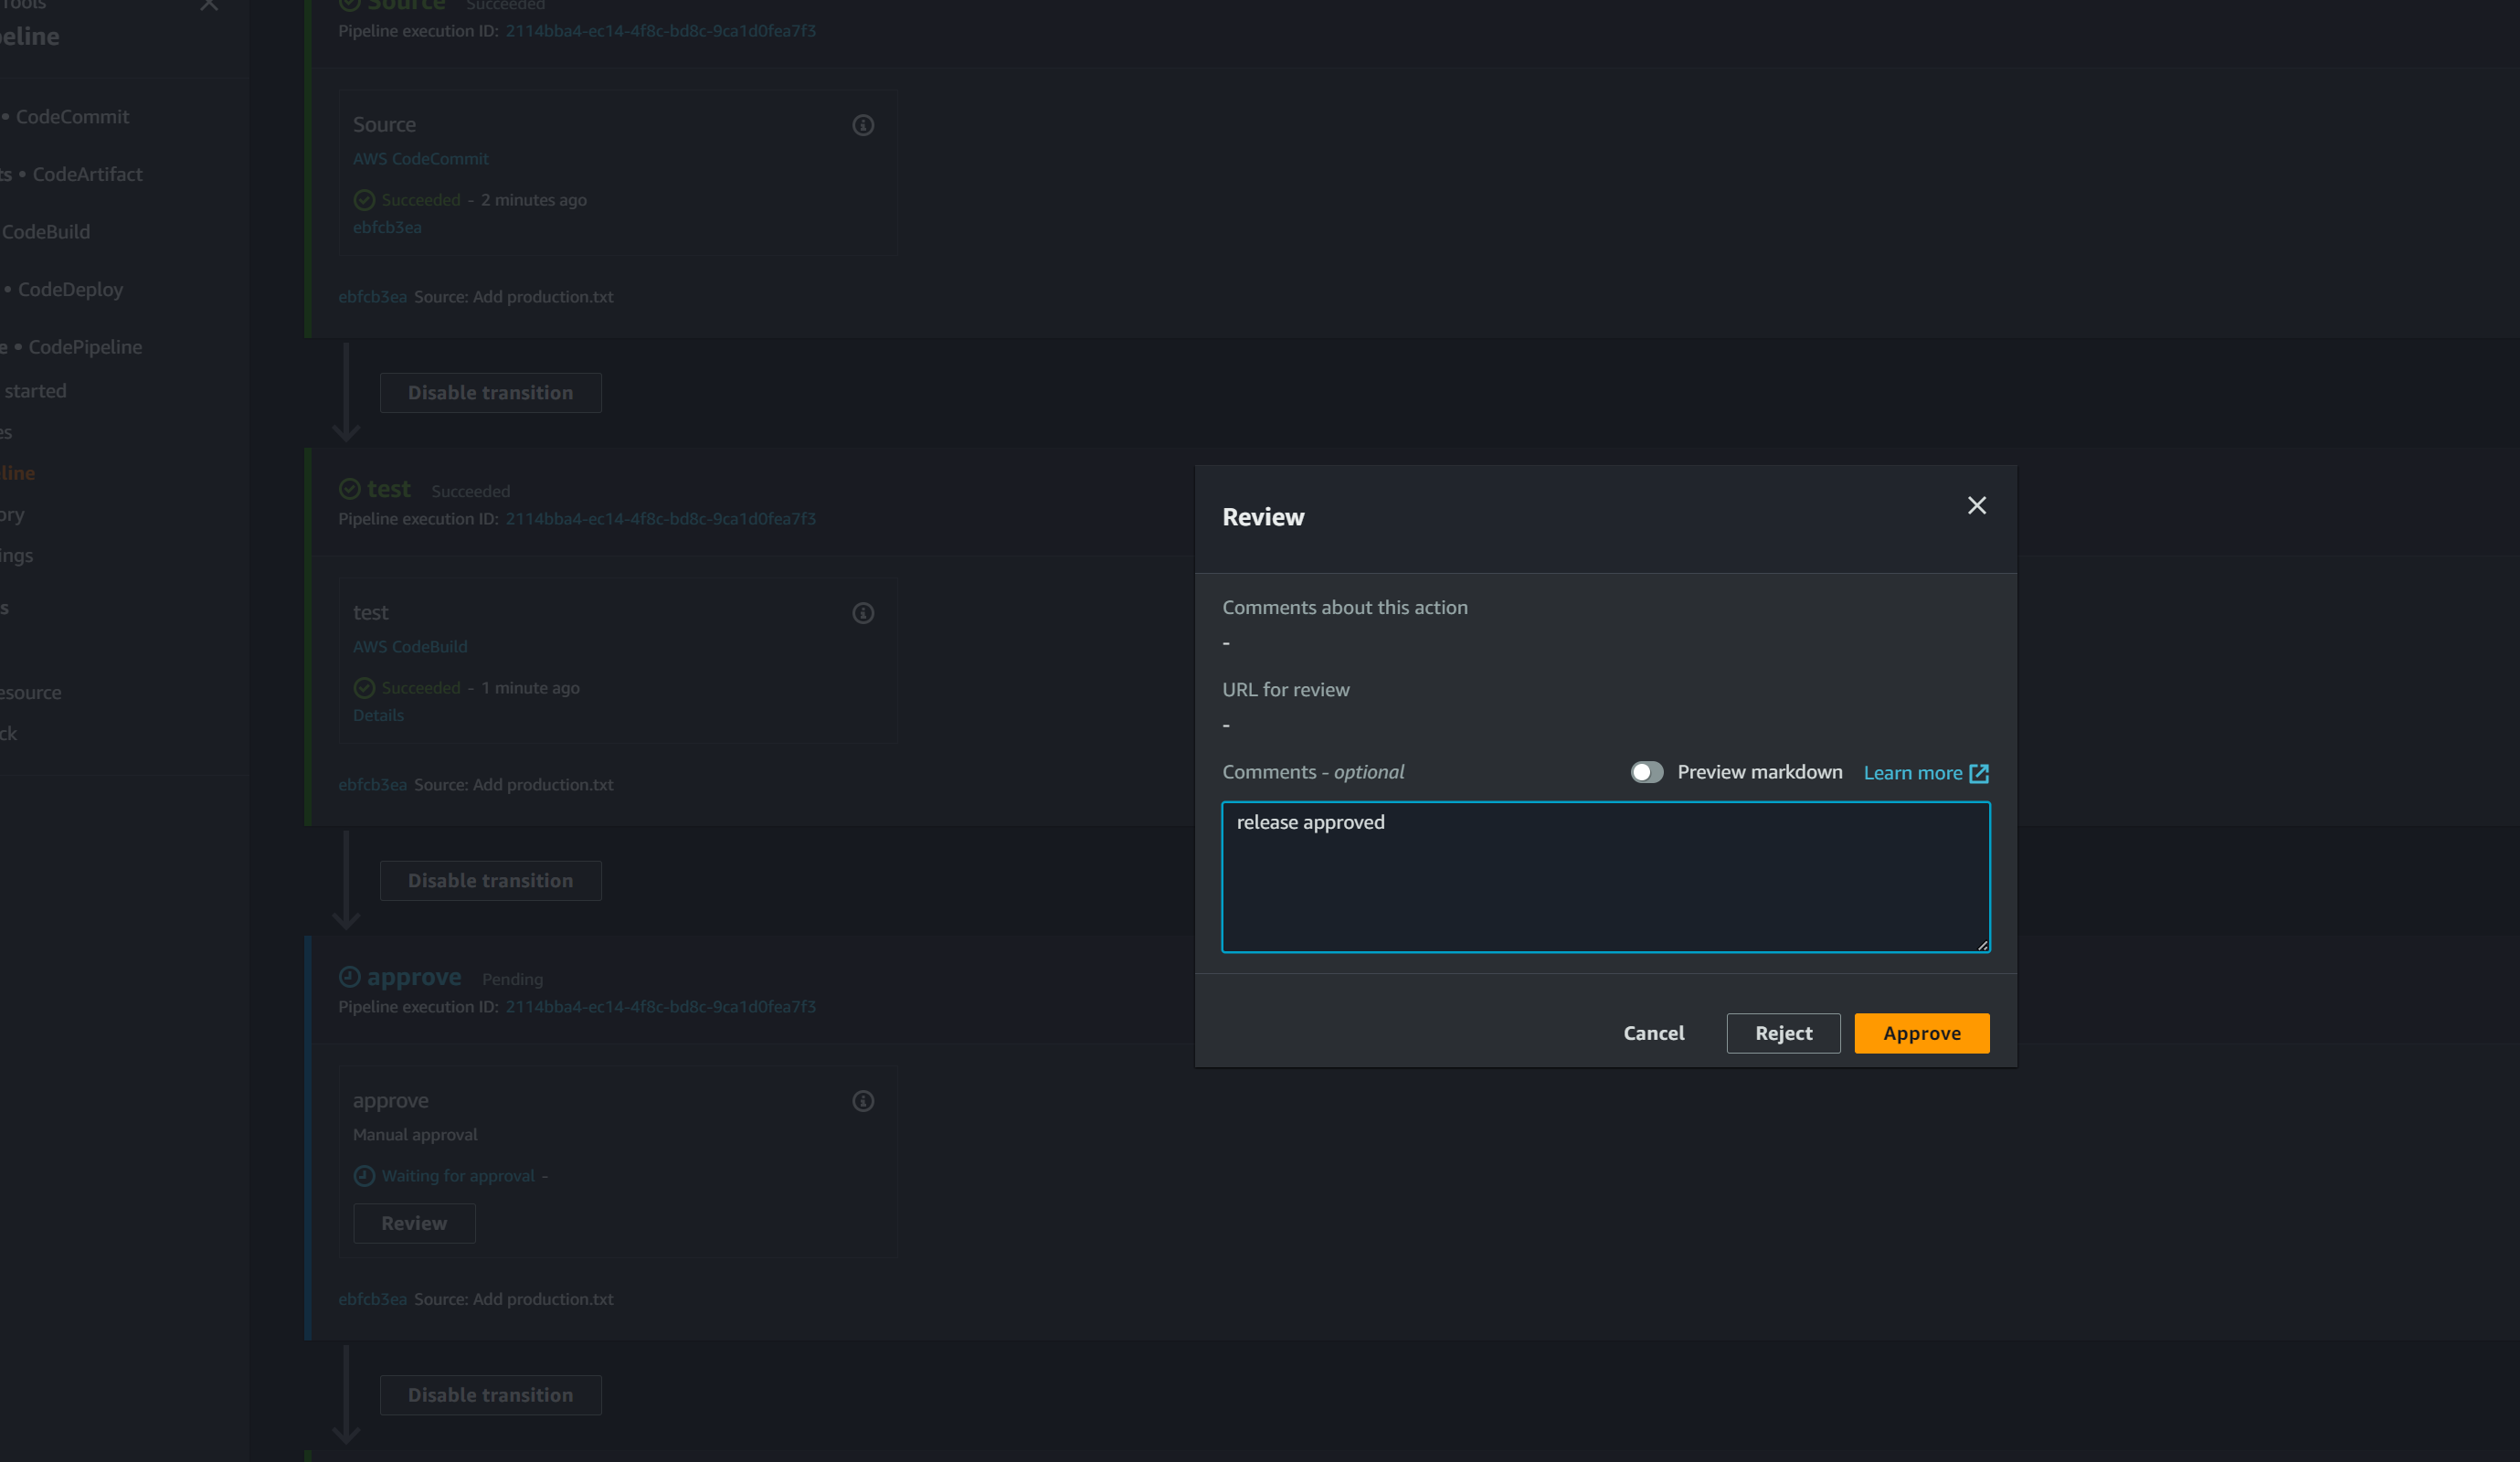 Tools
eline
• CodeCommit
ts • CodeArtifact
CodeBuild
• CodeDeploy
e • CodePipeline
started
es
line
ory
ings
s
esource
ck
Source Succeeded
Pipeline execution ID: 2114bba4-ec14-4f8c-bd8c-9ca1d0fea7f3
Source
AWS CodeCommit
Succeeded - 2 minutes ago
ebfcb3ea
ebfcb3ea Source: Add production.txt
Disable transition
test Succeeded
Pipeline execution ID: 2114bba4-ec14-4f8c-bd8c-9ca1d0fea7f3
test
AWS CodeBuild
Succeeded - 1 minute ago
Details
ebfcb3ea Source: Add production.txt
Disable transition
approve Pending
Pipeline execution ID: 2114bba4-ec14-4f8c-bd8c-9ca1d0fea7f3
approve
Manual approval
Waiting for approval -
Review
ebfcb3ea Source: Add production.txt
Disable transition
Review
Comments about this action
-
URL for review
-
Comments - optional Preview markdown Learn more
release approved
Cancel Reject Approve